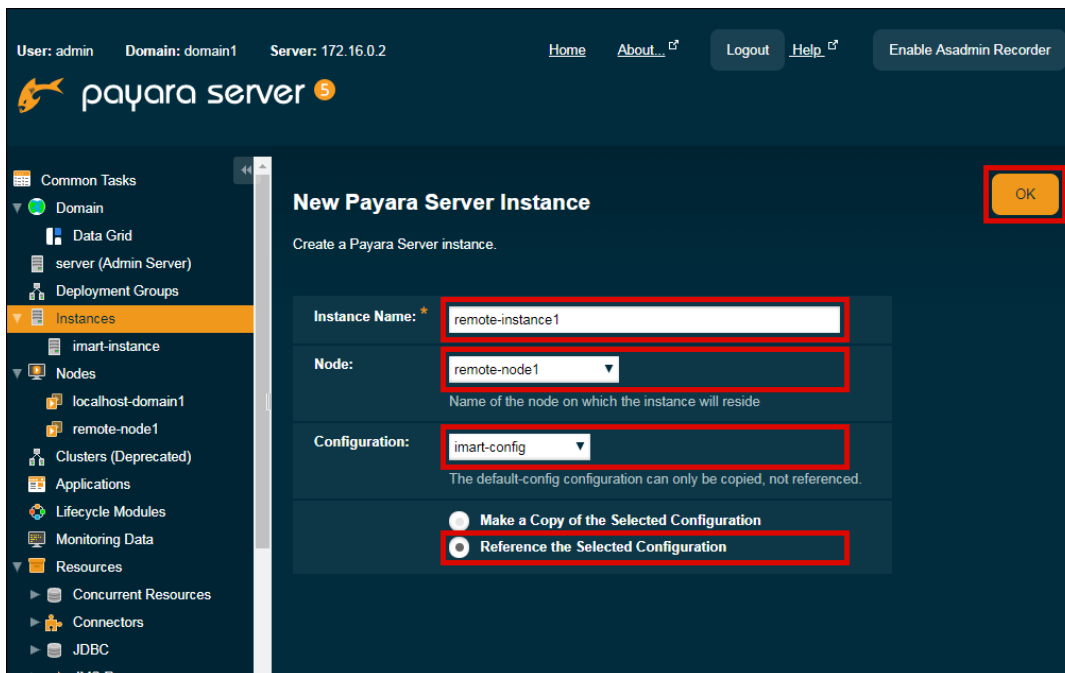 User: admin Domain: domain1 Server: 172.16.0.2 Home About... Logout Help Enable Asadmin Recorder
payara server 5
Common Tasks
Domain
Data Grid
server (Admin Server)
Deployment Groups
Instances
imart-instance
Nodes
localhost-domain1
remote-node1
Clusters (Deprecated)
Applications
Lifecycle Modules
Monitoring Data
Resources
Concurrent Resources
Connectors
JDBC
New Payara Server Instance
OK
Create a Payara Server instance.
Instance Name: * remote-instance1
Node: remote-node1
Name of the node on which the instance will reside
Configuration: imart-config
The default-config configuration can only be copied, not referenced.
Make a Copy of the Selected Configuration
Reference the Selected Configuration